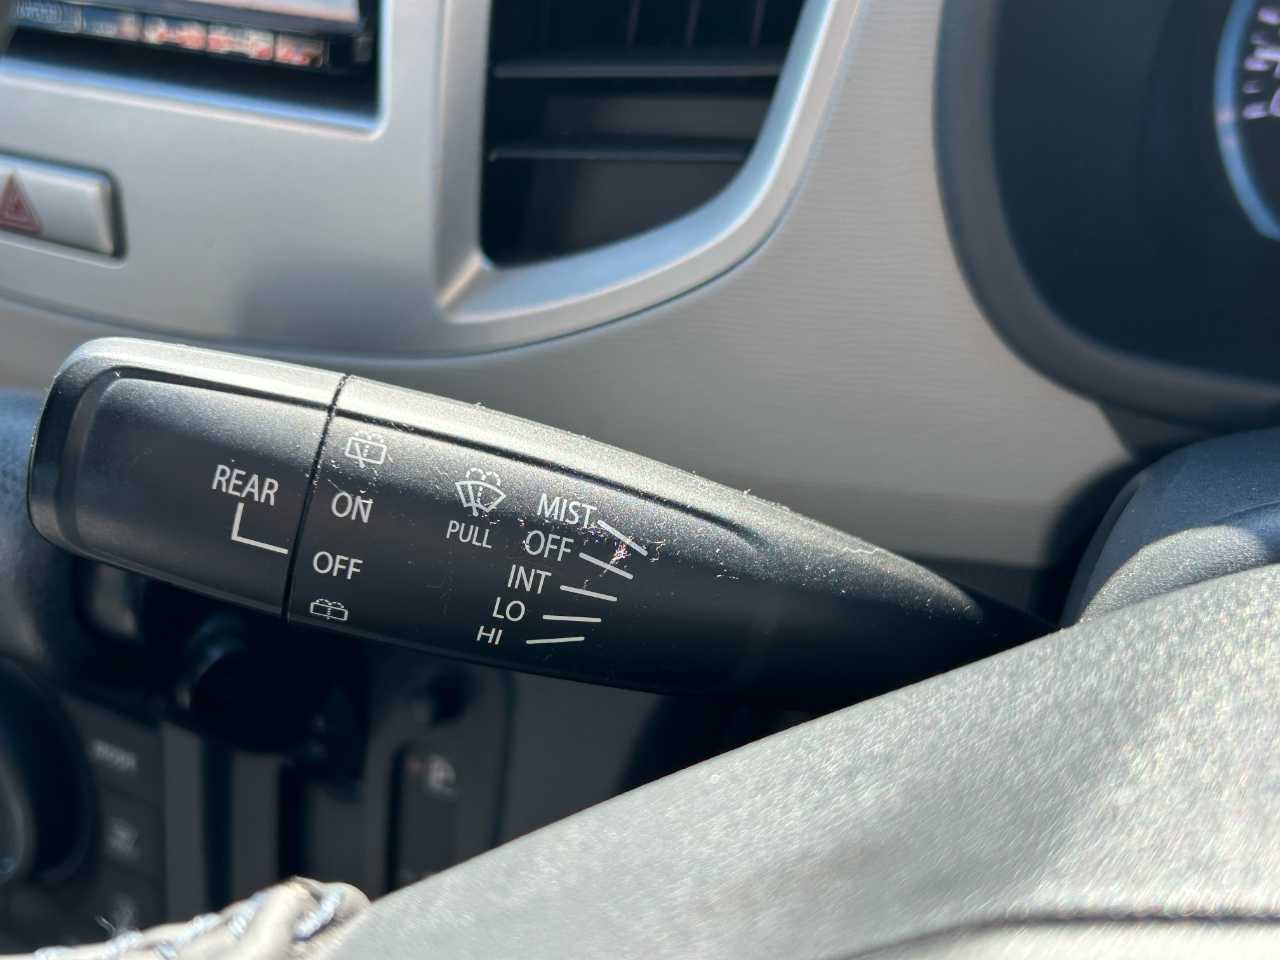 REAR
ON
OFF
PULL
MIST
OFF
INT
LO
HI